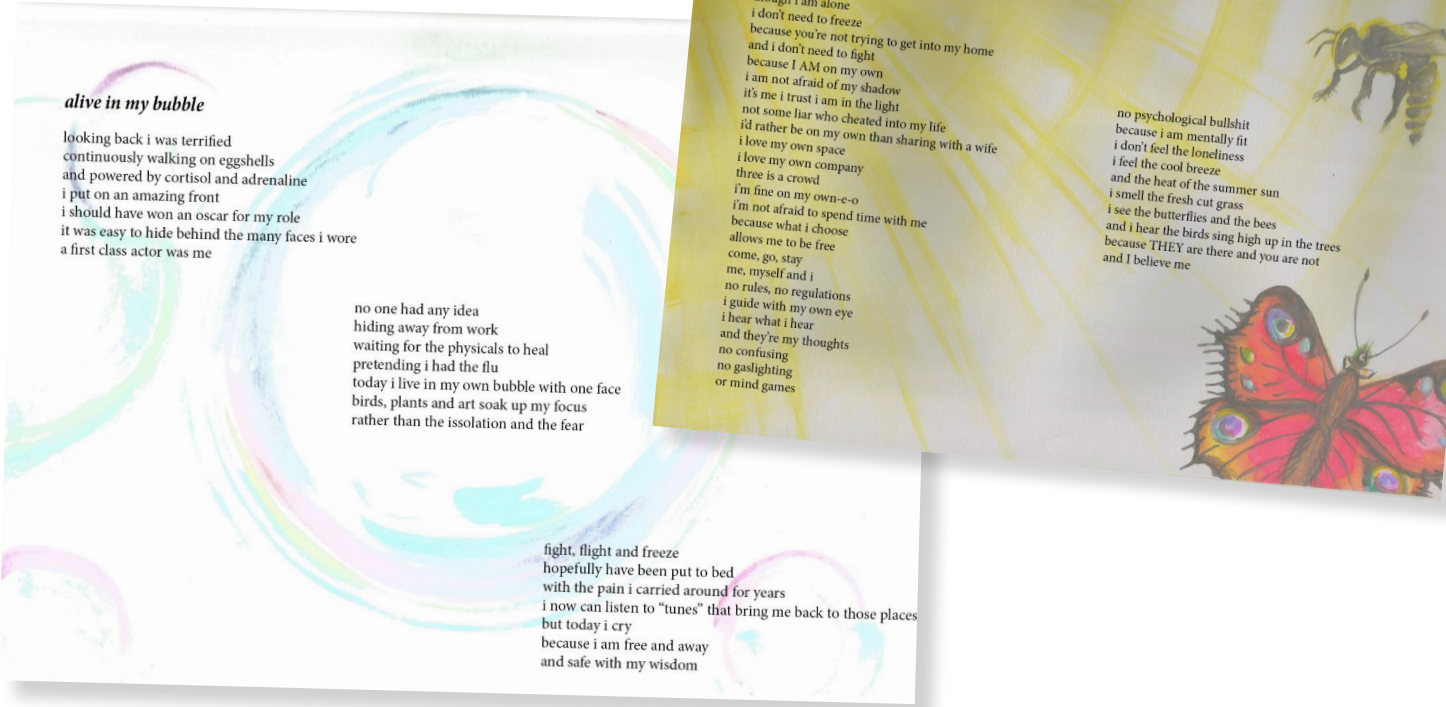 alive in my bubble
looking back i was terrified
continuously walking on eggshells
and powered by cortisol and adrenaline
i put on an amazing front
i should have won an oscar for my role
it was easy to hide behind the many faces i wore
a first class actor was me
no one had any idea
hiding away from work
waiting for the physicals to heal
pretending i had the flu
today i live in my own bubble with one face
birds, plants and art soak up my focus
rather than the issolation and the fear
fight, flight and freeze
hopefully have been put to bed
with the pain i carried around for years
i now can listen to “tunes” that bring me back to those places
but today i cry
because i am free and away
and safe with my wisdom
i am alone
i don't need to freeze
because you're not trying to get into my home
and i don't need to fight
because I AM on my own
i am not afraid of my shadow
it's me i trust i am in the light
not some liar who cheated into my life
i'd rather be on my own than sharing with a wife
i love my own space
i love my own company
three is a crowd
i'm fine on my own-e-o
i'm not afraid to spend time with me
because what i choose
allows me to be free
come, go, stay
me, myself and i
no rules, no regulations
i guide with my own eye
i hear what i hear
and they're my thoughts
no confusing
no gaslighting
or mind games
no psychological bullshit
because i am mentally fit
i don't feel the loneliness
i feel the cool breeze
and the heat of the summer sun
i smell the fresh cut grass
i see the butterflies and the bees
and i hear the birds sing high up in the trees
because THEY are there and you are not
and I believe me